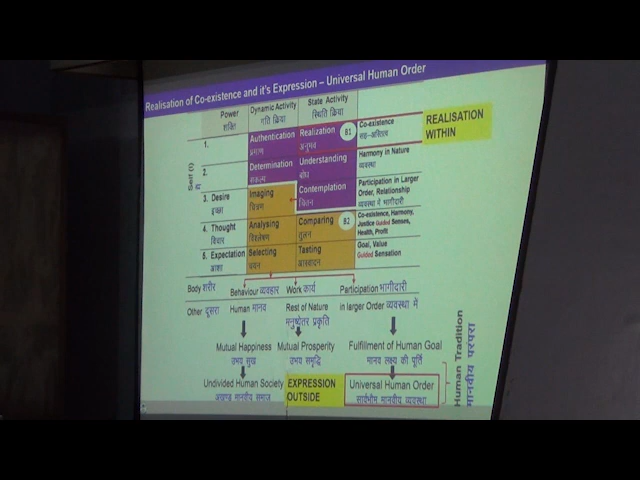 Realisation of Co-existence and it's Expression – Universal Human Order
Power
शक्ति
Dynamic Activity
गति क्रिया
State Activity
स्थिति क्रिया
Self (I)
1.
Authentication
प्रमाण
Realization
अनुभव
B1
Co-existence
सह-अस्तित्व
REALISATION
WITHIN
2.
Determination
संकल्प
Understanding
बोध
Harmony in Nature
व्यवस्था
3. Desire
इच्छा
Imaging
चित्रण
Contemplation
चिंतन
Participation in Larger
Order, Relationship
व्यवस्था में भागीदारी
4. Thought
विचार
Analysing
विश्लेषण
Comparing
तुलन
B2
Co-existence, Harmony,
Justice Guided Senses,
Health, Profit
5. Expectation
आशा
Selecting
चयन
Tasting
आस्वादन
Goal, Value
Guided Sensation
Body शरीर
Behaviour व्यवहार
Work कार्य
Participation भागीदारी
Other दूसरा
Human मानव
Rest of Nature
मनुष्येतर प्रकृति
in larger Order व्यवस्था में
Mutual Happiness
उभय सुख
Mutual Prosperity
उभय समृद्धि
Fulfillment of Human Goal
मानव लक्ष्य की पूर्ति
Undivided Human Society
अखण्ड मानवीय समाज
EXPRESSION
OUTSIDE
Universal Human Order
सार्वभौम मानवीय व्यवस्था
Human Tradition
मानवीय परंपरा